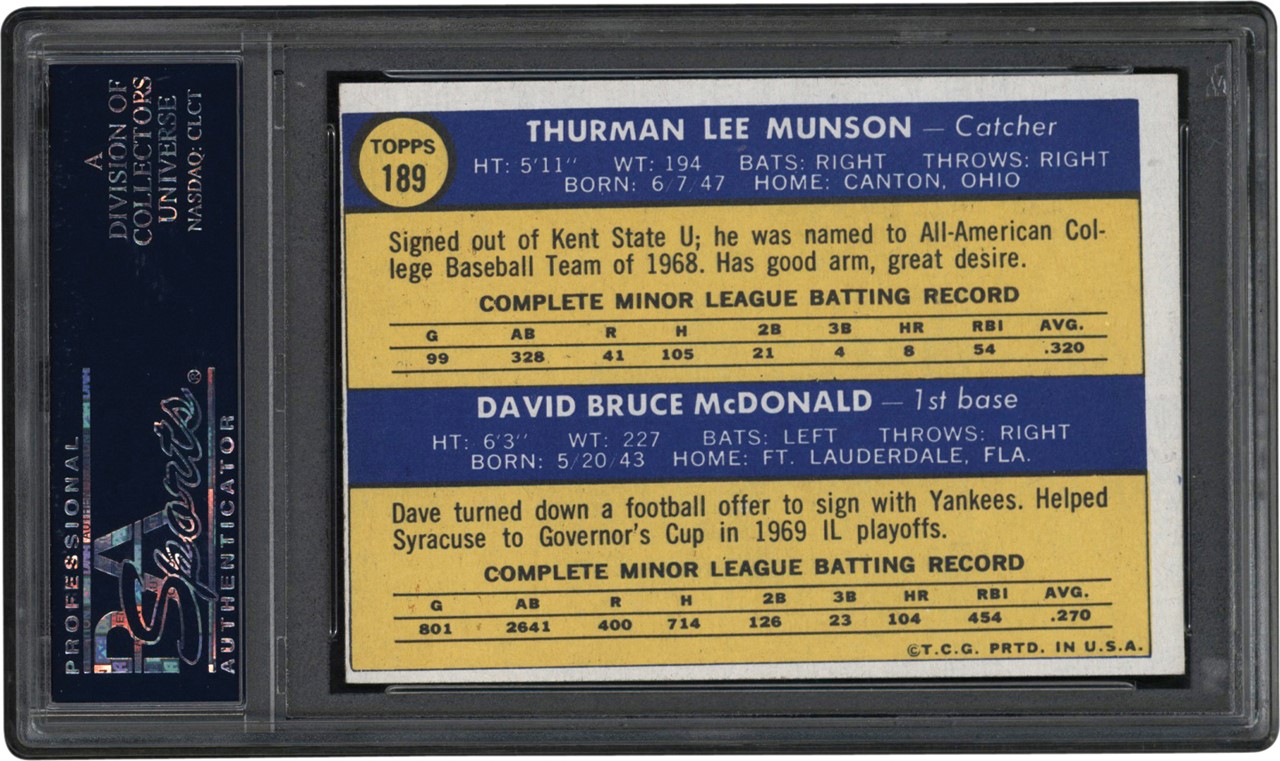 A
DIVISION OF
COLLECTORS
UNIVERSE
NASDAQ: CLCT
PROFESSIONAL
PSA
Sports®
AUTHENTICATOR
TOPPS
189
THURMAN LEE MUNSON — Catcher
HT: 5'11" WT: 194 BATS: RIGHT THROWS: RIGHT
BORN: 6/7/47 HOME: CANTON, OHIO
Signed out of Kent State U; he was named to All-American Col-
lege Baseball Team of 1968. Has good arm, great desire.
COMPLETE MINOR LEAGUE BATTING RECORD
G AB R H 2B 3B HR RBI AVG.
99 328 41 105 21 4 8 54 .320
DAVID BRUCE McDONALD — 1st base
HT: 6'3" WT: 227 BATS: LEFT THROWS: RIGHT
BORN: 5/20/43 HOME: FT. LAUDERDALE, FLA.
Dave turned down a football offer to sign with Yankees. Helped
Syracuse to Governor's Cup in 1969 IL playoffs.
COMPLETE MINOR LEAGUE BATTING RECORD
G AB R H 2B 3B HR RBI AVG.
801 2641 400 714 126 23 104 454 .270
©T.C.G. PRTD. IN U.S.A.